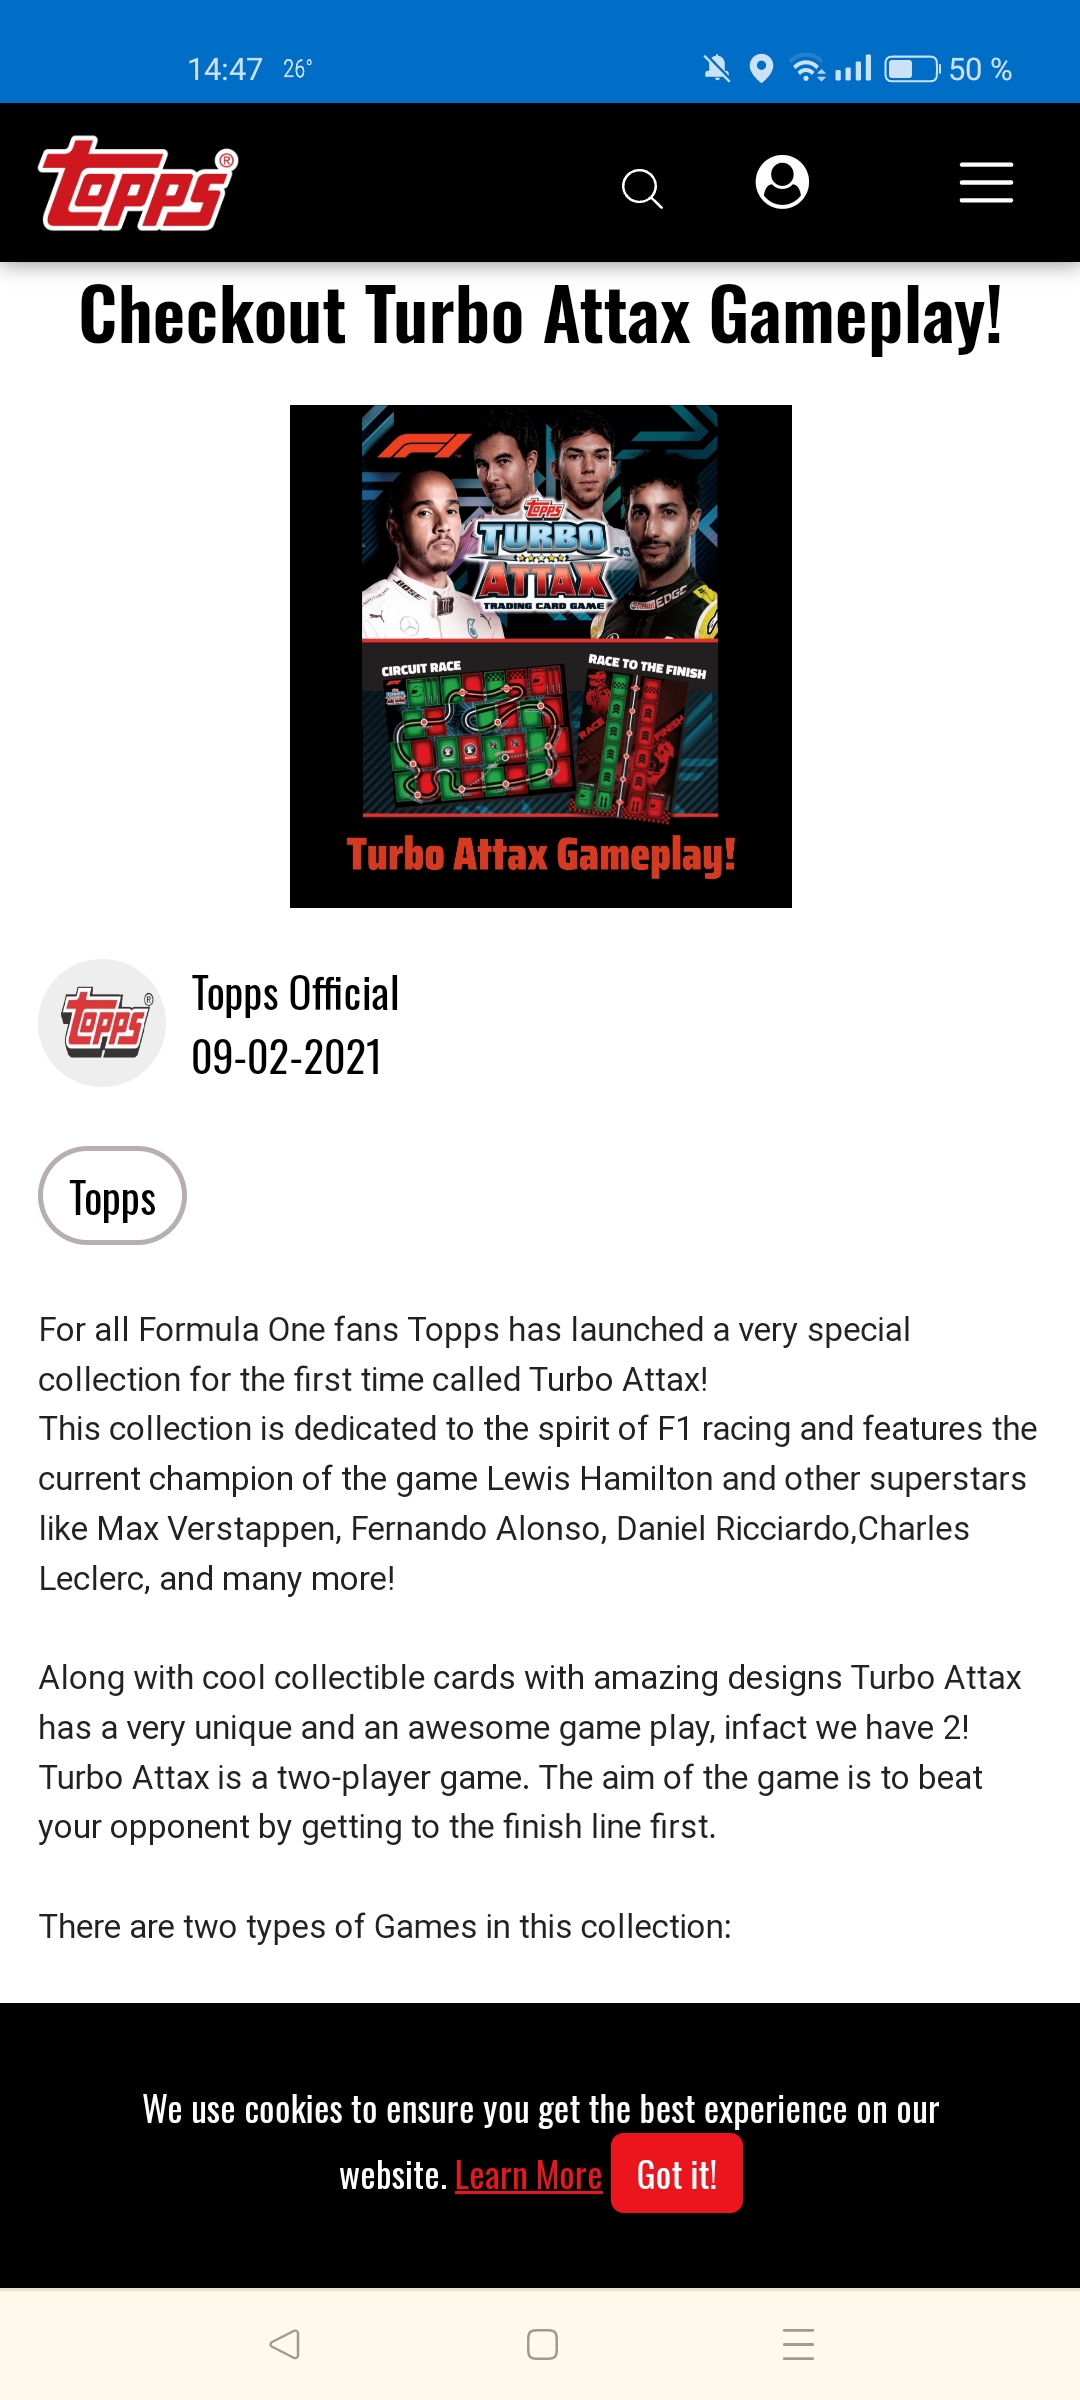 14:47 26° 50 %
Topps®
Checkout Turbo Attax Gameplay!
F1
BOSE
Topps
TURBO
ATTAX
TRADING CARD GAME
EDGE
CIRCUIT RACE
RACE TO THE FINISH
RACE
FINISH
Turbo Attax Gameplay!
Topps®
Topps Official
09-02-2021
Topps
For all Formula One fans Topps has launched a very special
collection for the first time called Turbo Attax!
This collection is dedicated to the spirit of F1 racing and features the
current champion of the game Lewis Hamilton and other superstars
like Max Verstappen, Fernando Alonso, Daniel Ricciardo,Charles
Leclerc, and many more!
Along with cool collectible cards with amazing designs Turbo Attax
has a very unique and an awesome game play, infact we have 2!
Turbo Attax is a two-player game. The aim of the game is to beat
your opponent by getting to the finish line first.
There are two types of Games in this collection:
We use cookies to ensure you get the best experience on our
website. Learn More Got it!